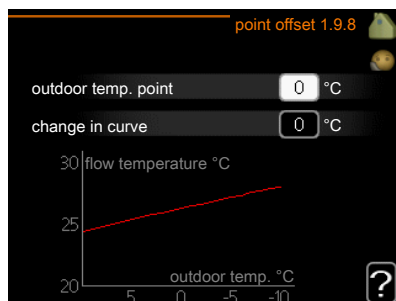 point offset 1.9.8
outdoor temp. point 0 °C
change in curve 0 °C
30 flow temperature °C
25
outdoor temp. °C
20
5 0 -5 -10
?